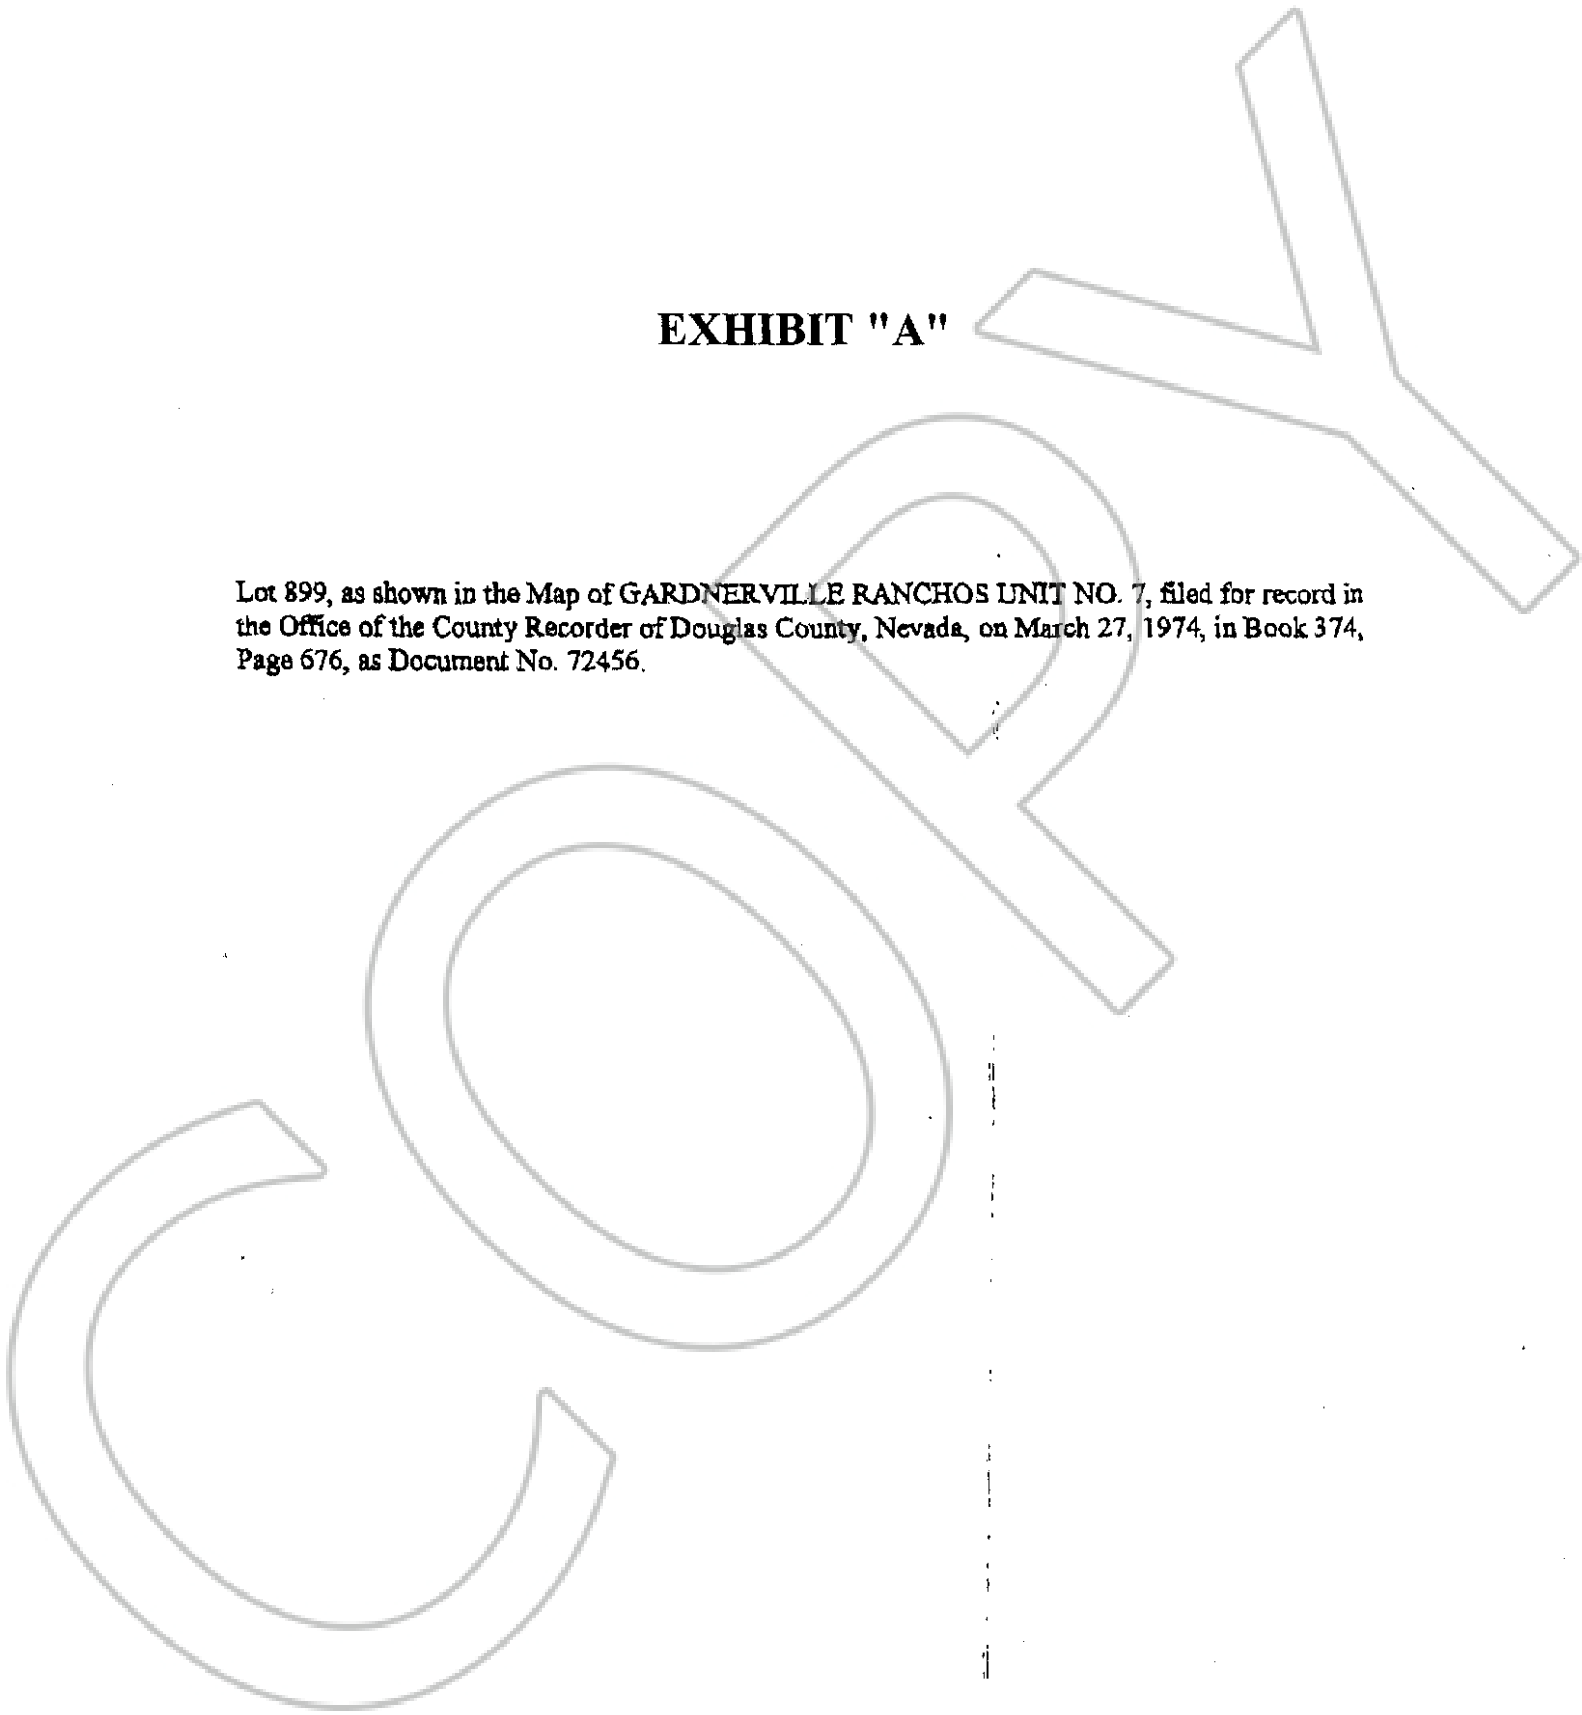 EXHIBIT "A"
Lot 899, as shown in the Map of GARDNERVILLE RANCHOS UNIT NO. 7, filed for record in
the Office of the County Recorder of Douglas County, Nevada, on March 27, 1974, in Book 374,
Page 676, as Document No. 72456.
COPY